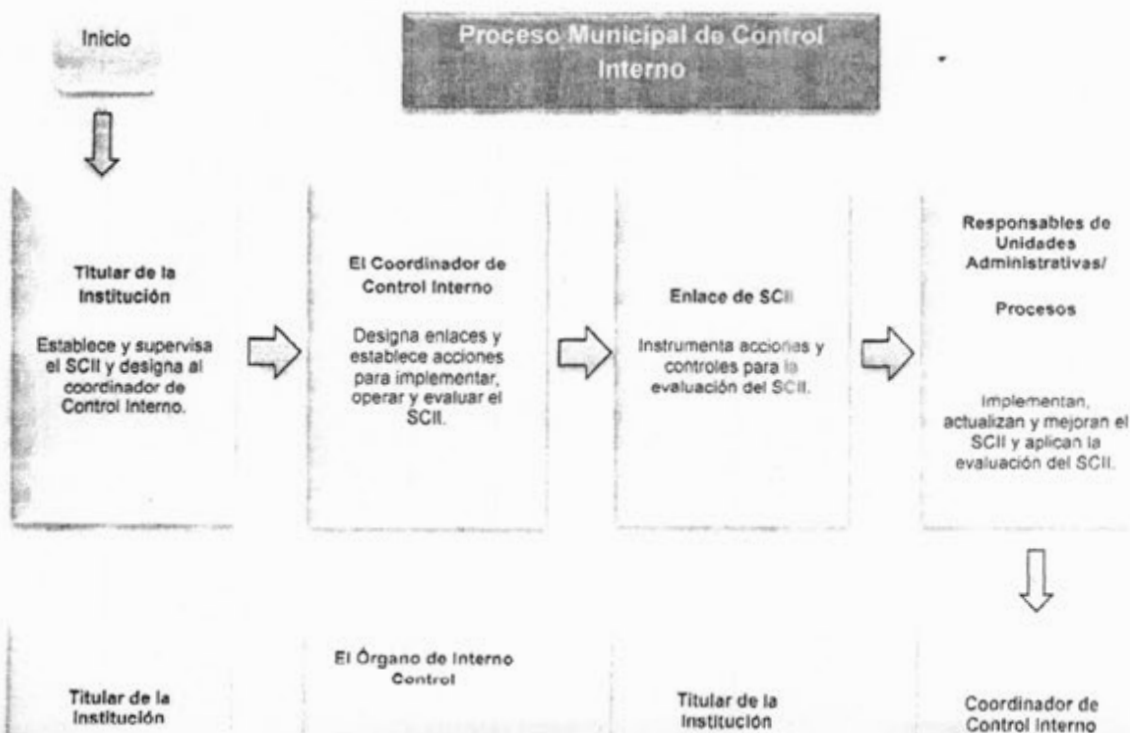 Inicio
Proceso Municipal de Control
Interno
Titular de la
Institución
Establece y supervisa
el SCII y designa al
coordinador de
Control Interno.
El Coordinador de
Control Interno
Designa enlaces y
establece acciones
para implementar,
operar y evaluar el
SCII.
Enlace de SCII
Instrumenta acciones y
controles para la
evaluación del SCII.
Responsables de
Unidades
Administrativas/
Procesos
Implementan,
actualizan y mejoran el
SCII y aplican la
evaluación del SCII.
Titular de la
Institución
El Órgano de Interno
Control
Titular de la
Institución
Coordinador de
Control Interno